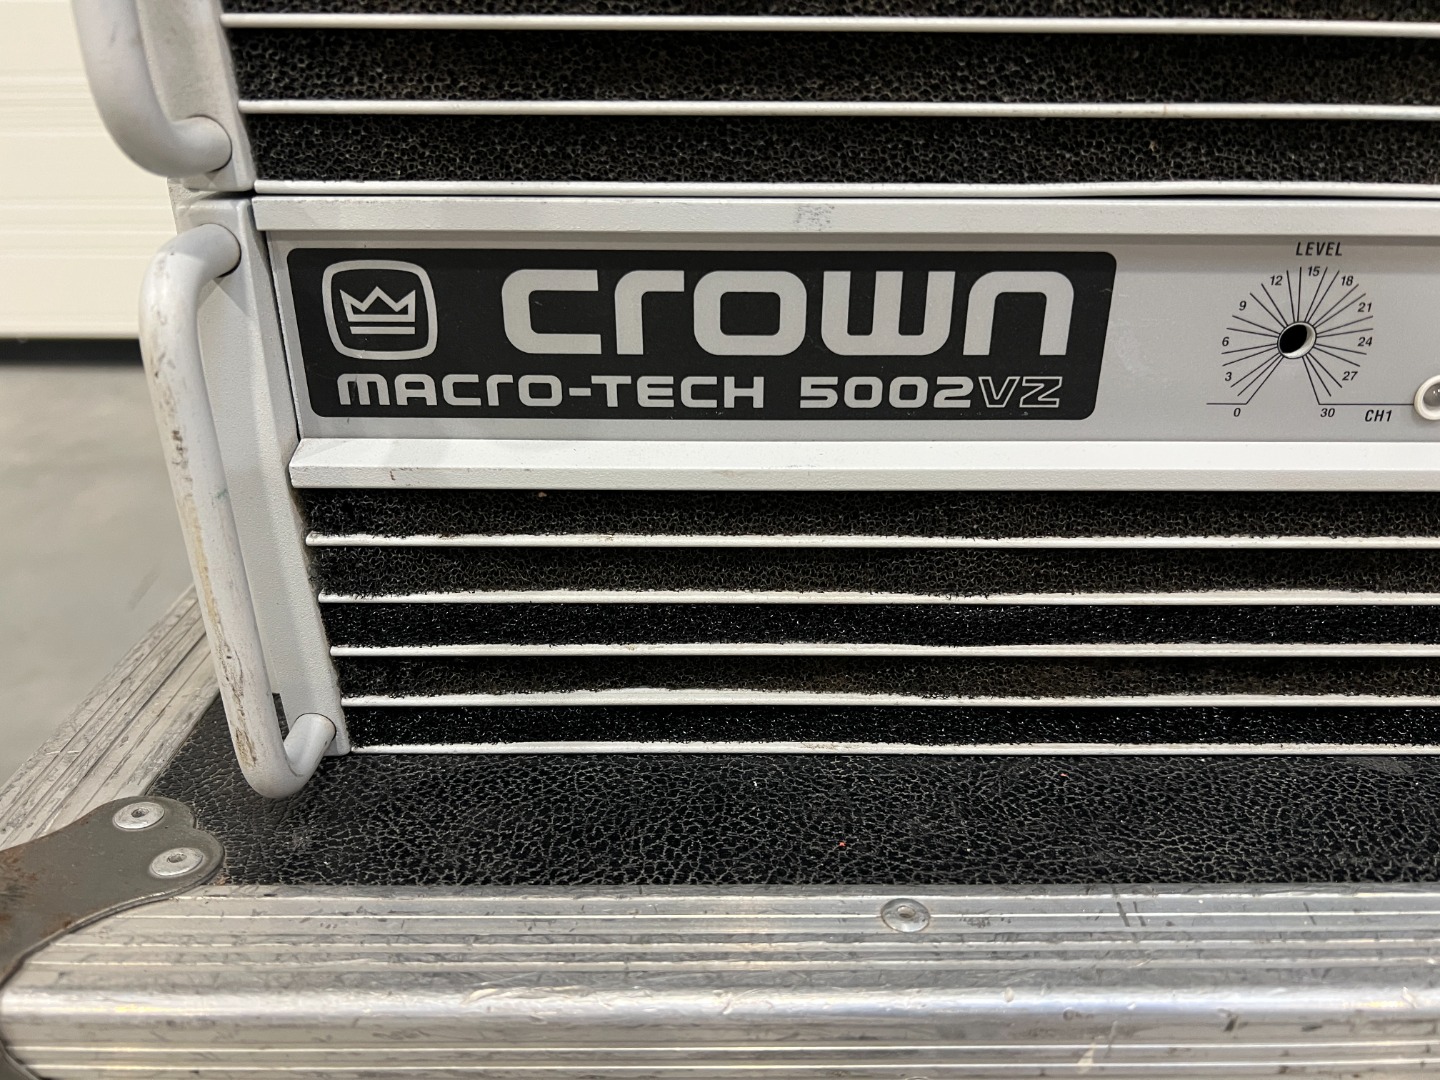 crown
MACRO-TECH 5002VZ
LEVEL
0 3 6 9 12 15 18 21 24 27 30
CH1